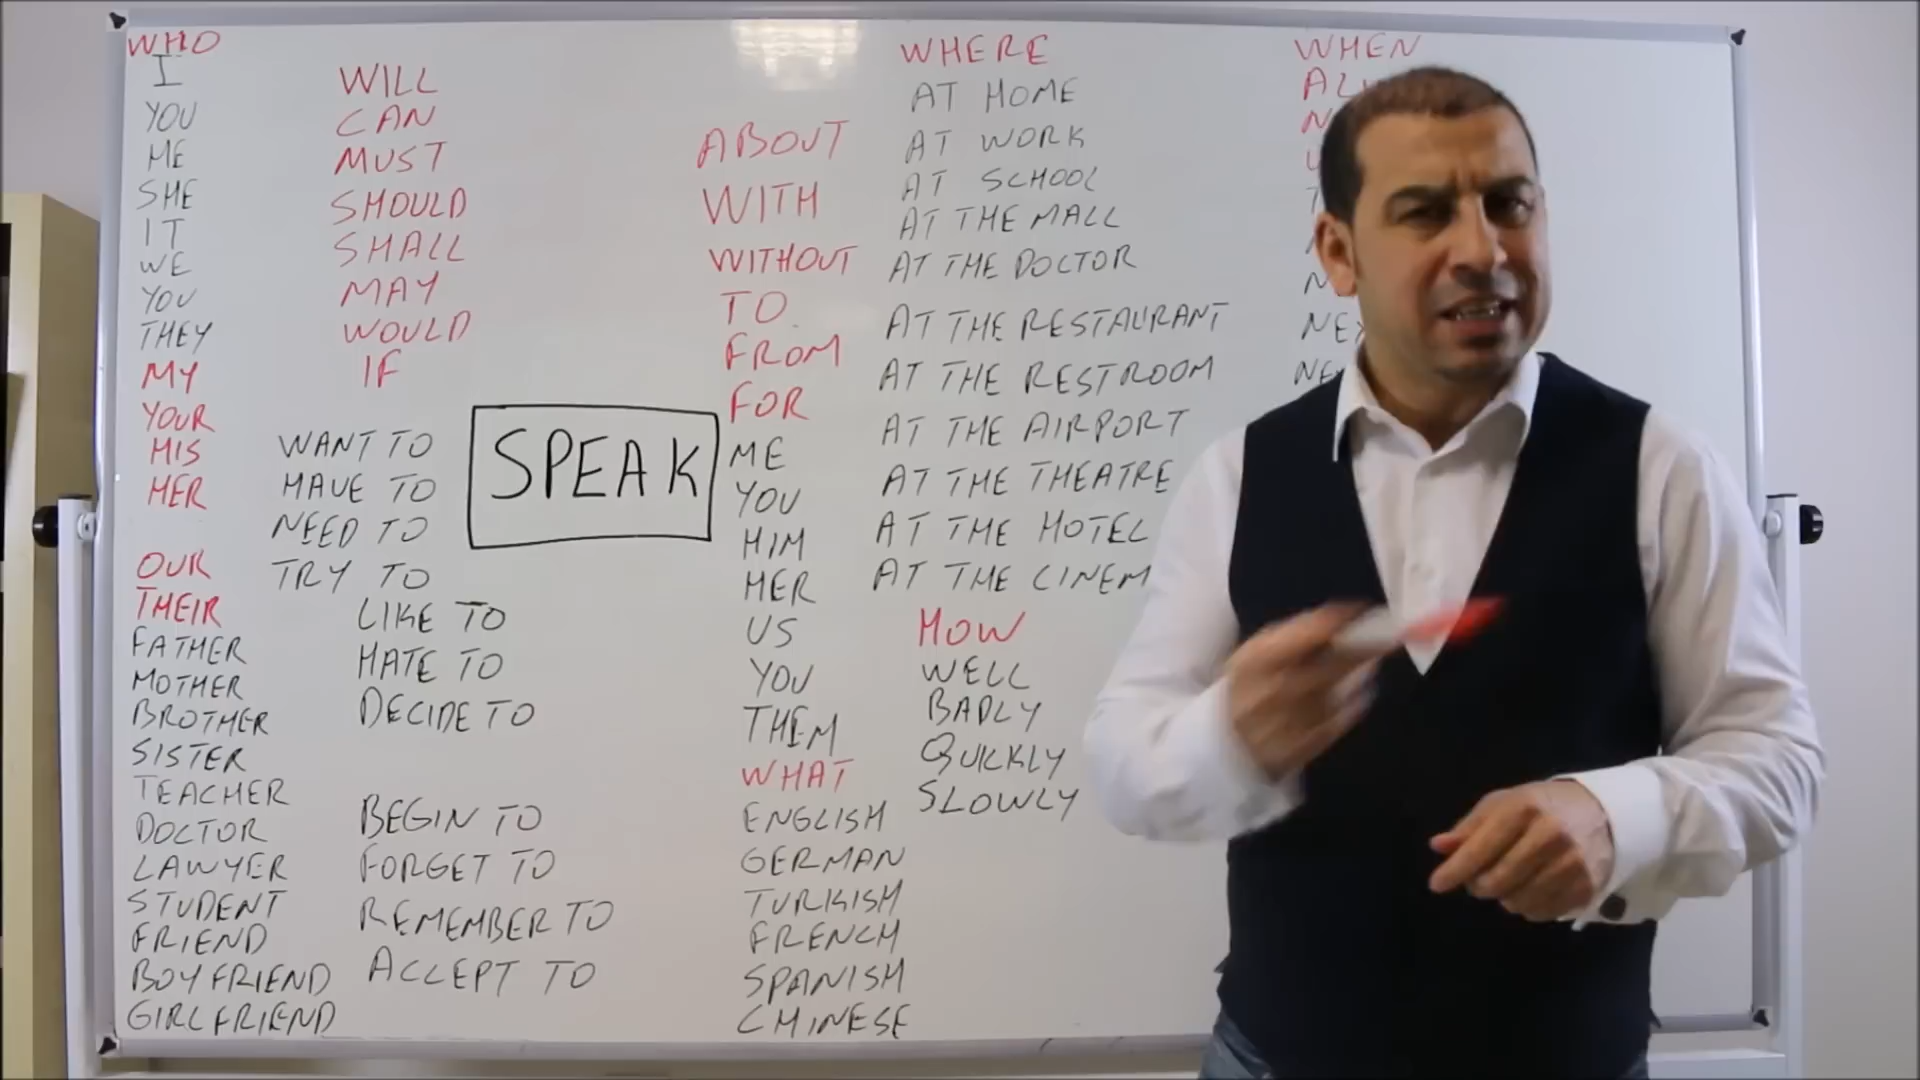 WHO
I
YOU
ME
SHE
IT
WE
YOU
THEY
MY
YOUR
HIS
HER
OUR
THEIR
FATHER
MOTHER
BROTHER
SISTER
TEACHER
DOCTOR
LAWYER
STUDENT
FRIEND
BOYFRIEND
GIRLFRIEND
WILL
CAN
MUST
SHOULD
SHALL
MAY
WOULD
IF
WANT TO
HAVE TO
NEED TO
TRY TO
LIKE TO
HATE TO
DECIDE TO
BEGIN TO
FORGET TO
REMEMBER TO
ACCEPT TO
SPEAK
ABOUT
WITH
WITHOUT
TO
FROM
FOR
ME
YOU
HIM
HER
US
YOU
THEM
WHAT
ENGLISH
GERMAN
TURKISH
FRENCH
SPANISH
CHINESE
WHERE
AT HOME
AT WORK
AT SCHOOL
AT THE MALL
AT THE DOCTOR
AT THE RESTAURANT
AT THE RESTROOM
AT THE AIRPORT
AT THE THEATRE
AT THE HOTEL
AT THE CINEM
HOW
WELL
BADLY
QUICKLY
SLOWLY
WHEN